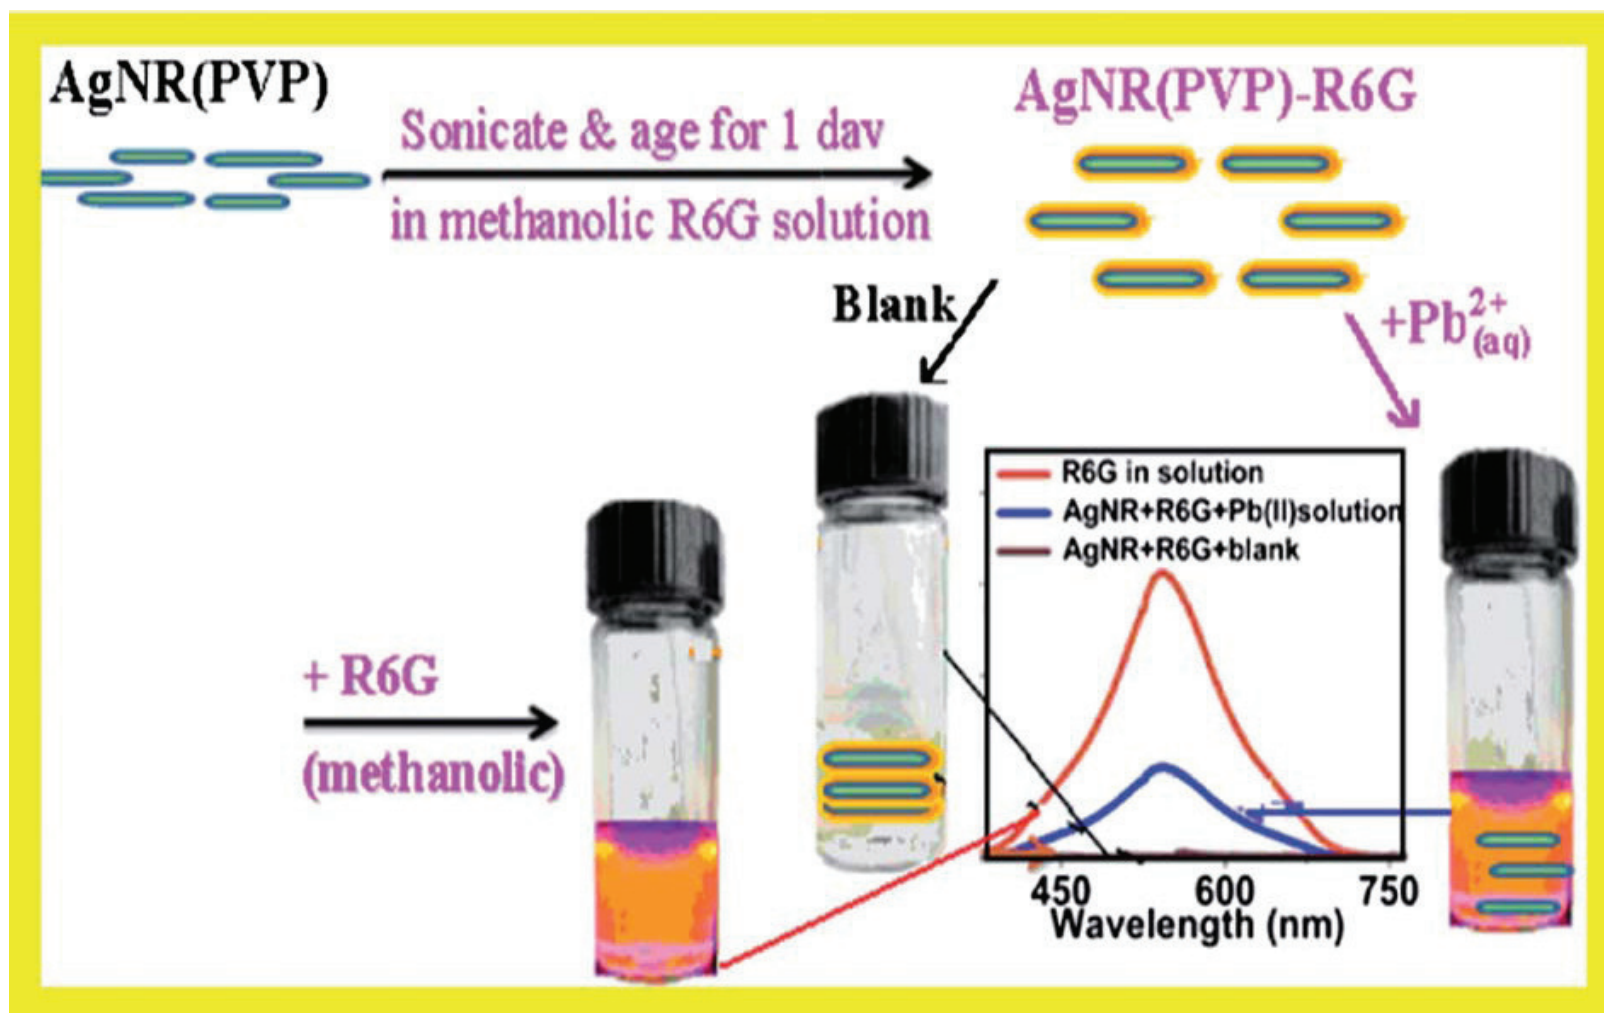 AgNR(PVP)
Sonicate & age for 1 dav
in methanolic R6G solution
AgNR(PVP)-R6G
Blank
+Pb2+(aq)
R6G in solution
AgNR+R6G+Pb(II)solution
AgNR+R6G+blank
+ R6G
(methanolic)
450 600 750
Wavelength (nm)